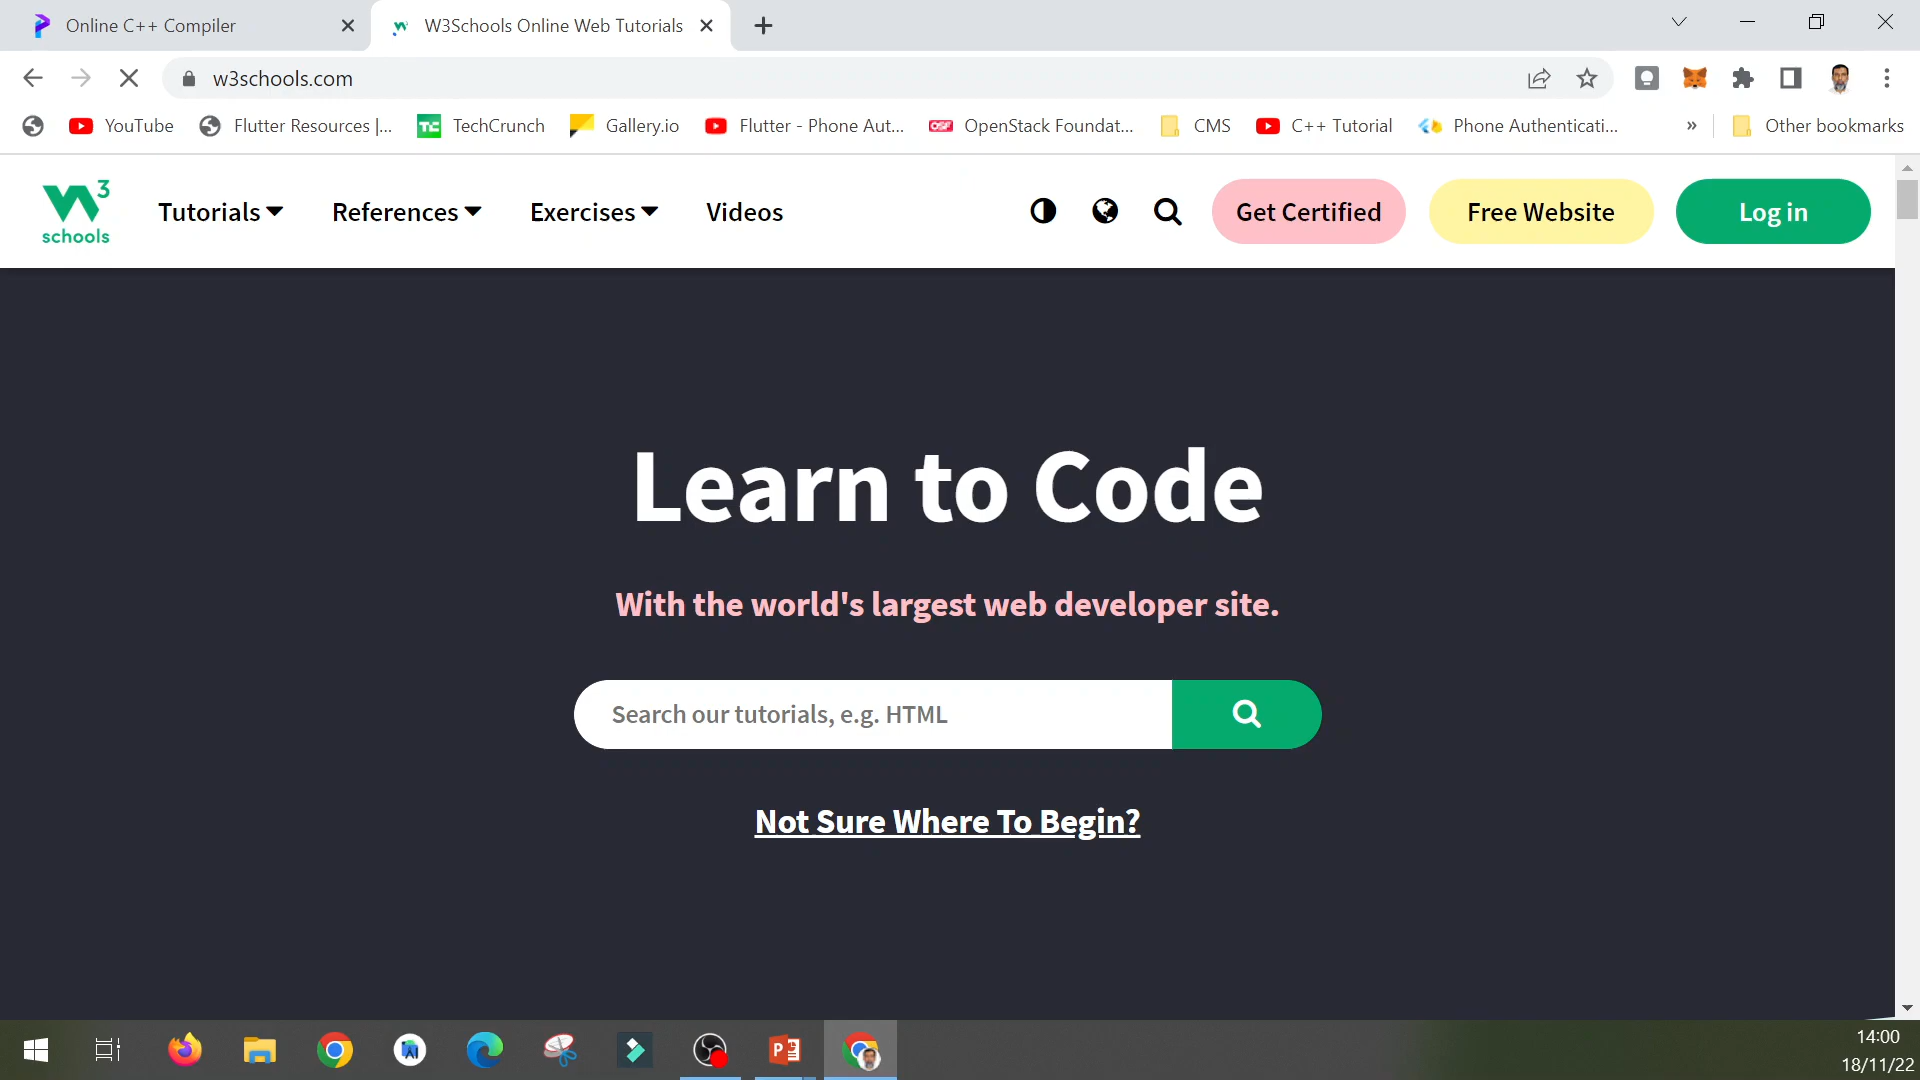 Online C++ Compiler
W3Schools Online Web Tutorials
w3schools.com
YouTube
Flutter Resources |...
TC
TechCrunch
Gallery.io
Flutter - Phone Aut...
OSF
OpenStack Foundat...
CMS
C++ Tutorial
Phone Authenticati...
»
Other bookmarks
W3
schools
Tutorials
References
Exercises
Videos
Get Certified
Free Website
Log in
Learn to Code
With the world's largest web developer site.
Search our tutorials, e.g. HTML
Not Sure Where To Begin?
14:00
18/11/22